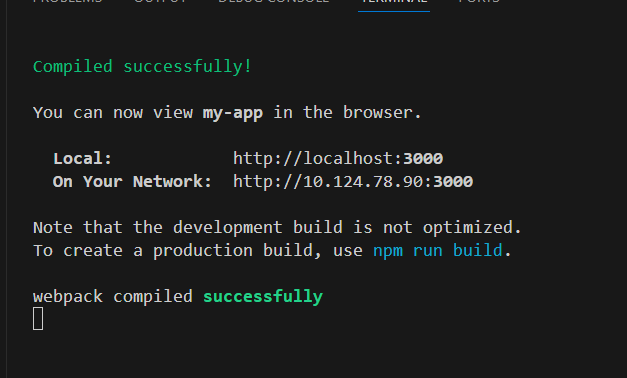 PROBLEMS OUTPUT DEBUG CONSOLE TERMINAL PORTS
Compiled successfully!
You can now view my-app in the browser.
Local: http://localhost:3000
On Your Network: http://10.124.78.90:3000
Note that the development build is not optimized.
To create a production build, use npm run build.
webpack compiled successfully